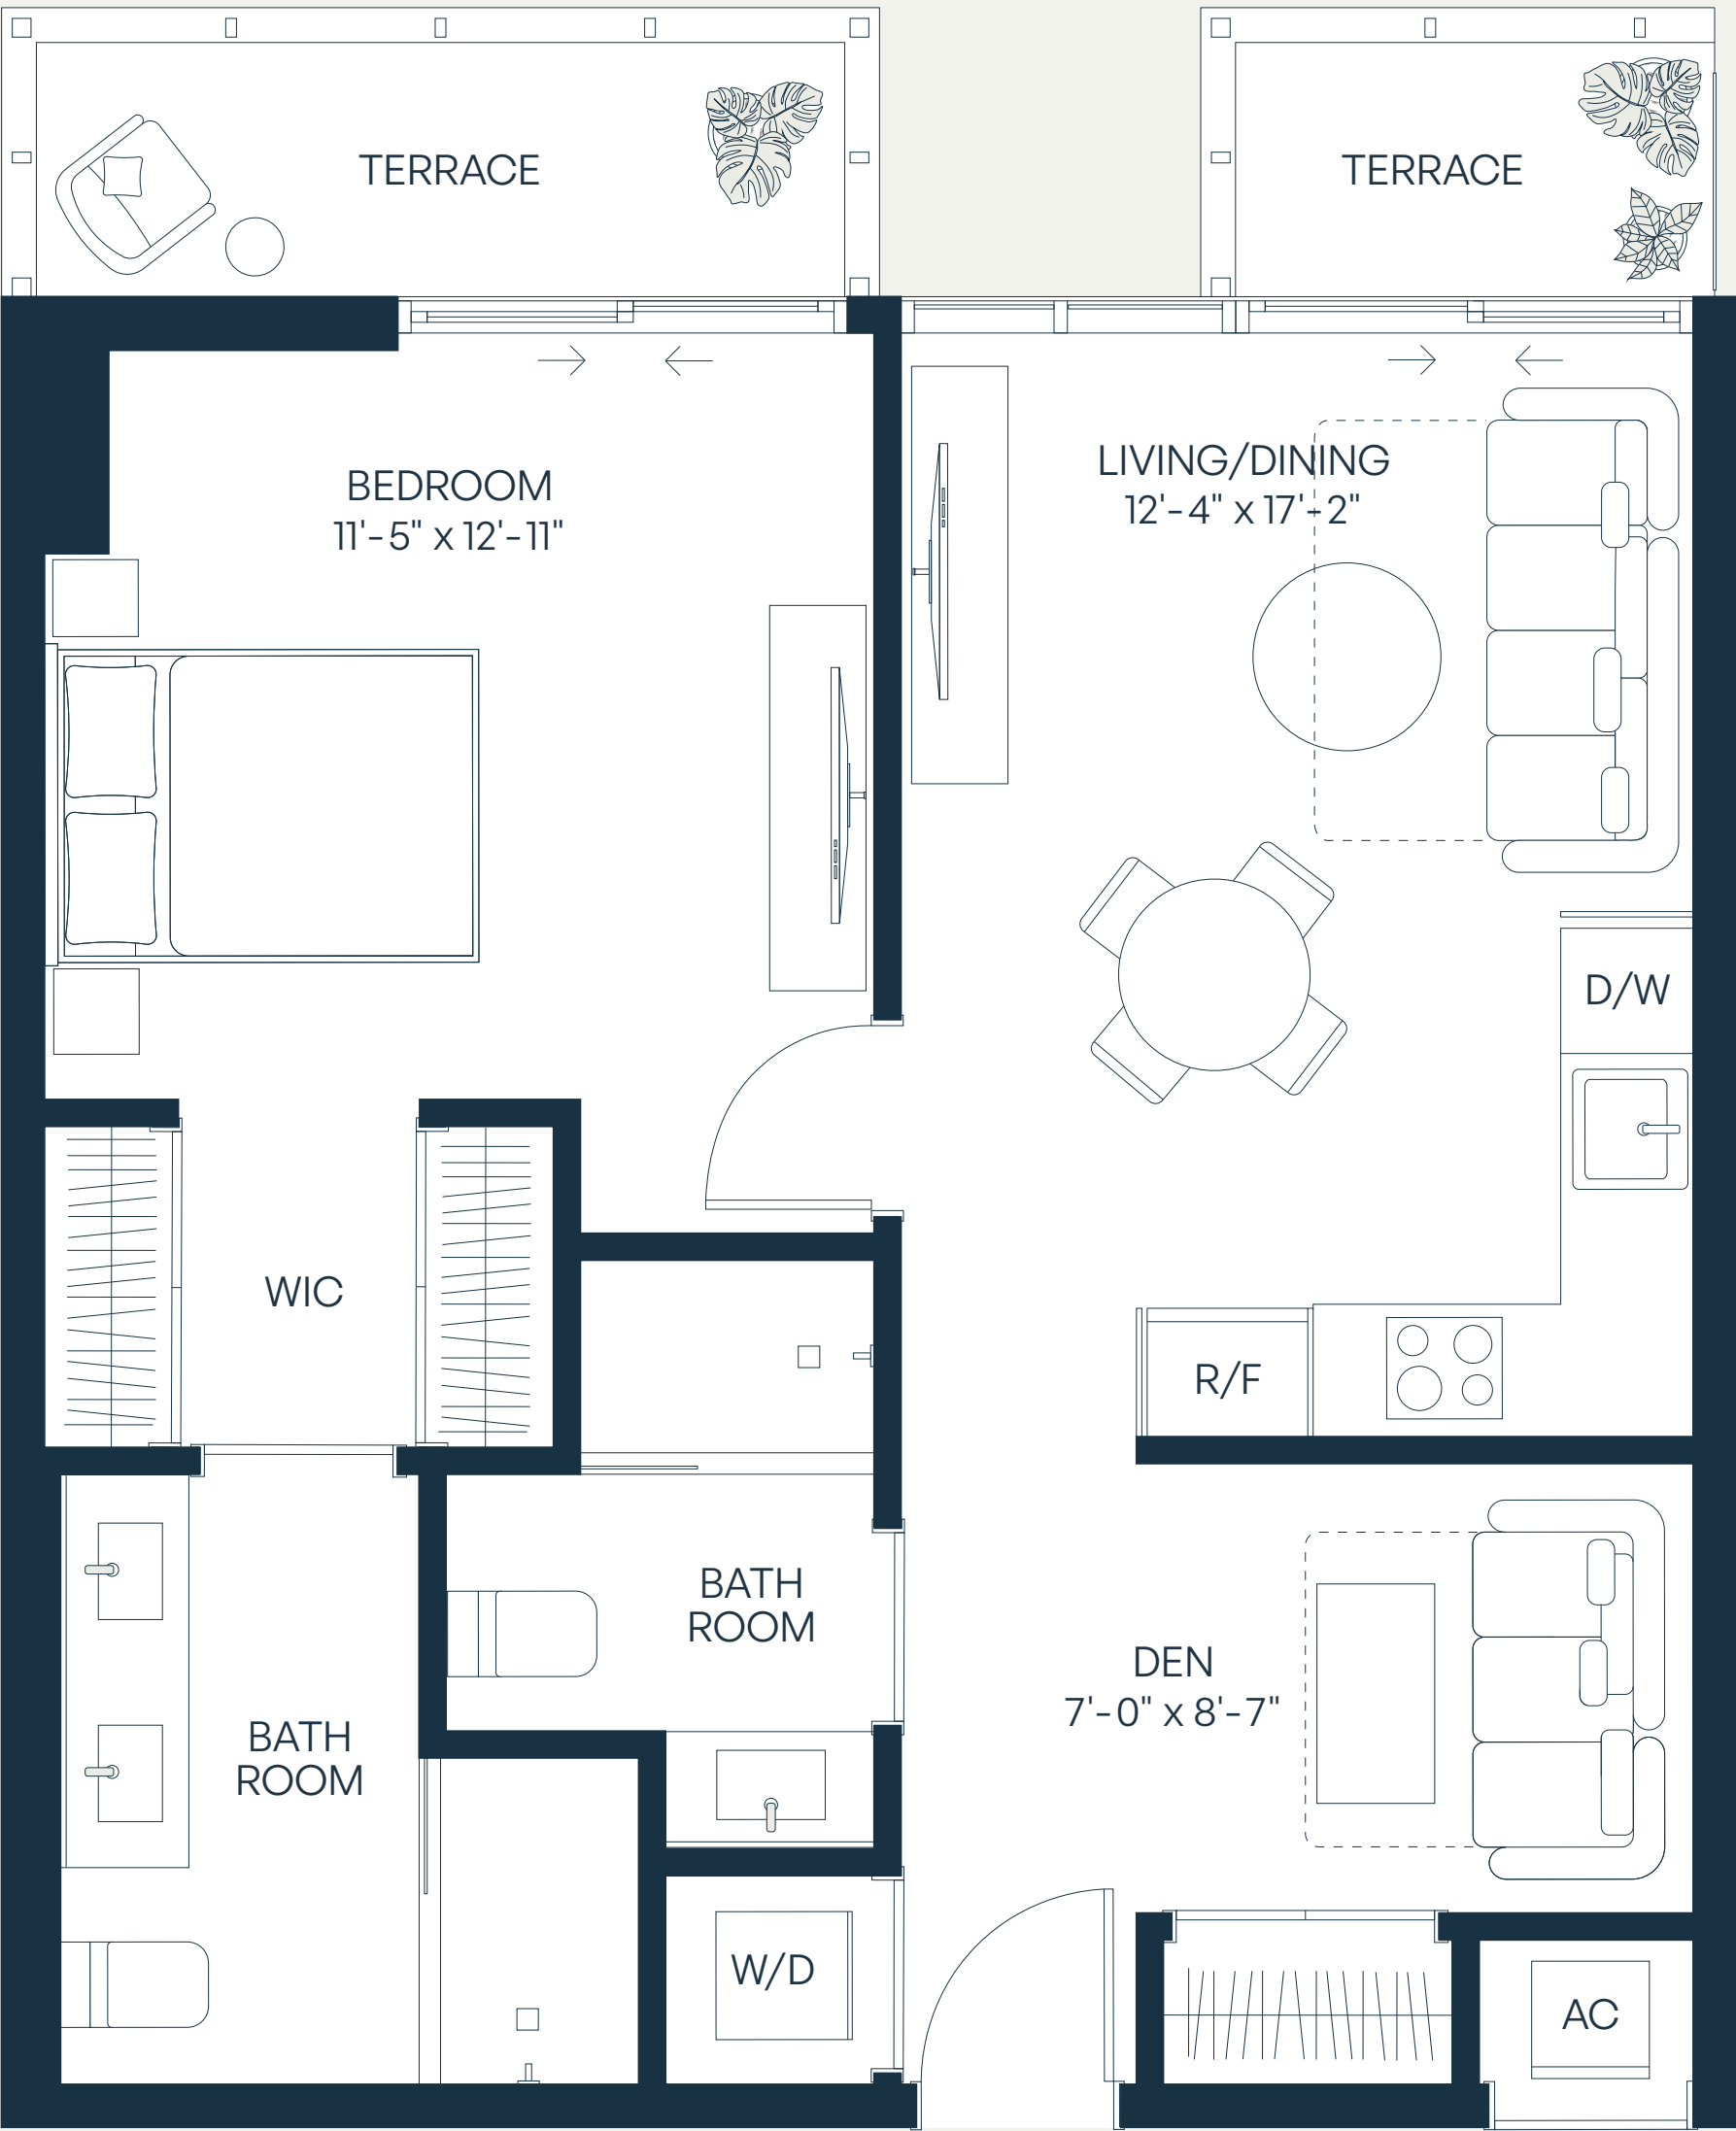 TERRACE
TERRACE
BEDROOM
11'-5" x 12'-11"
LIVING/DINING
12'-4" x 17'-2"
D/W
WIC
R/F
BATH
ROOM
DEN
7'-0" x 8'-7"
BATH
ROOM
W/D
AC